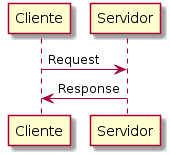 Cliente Servidor
Request
Response
Cliente Servidor